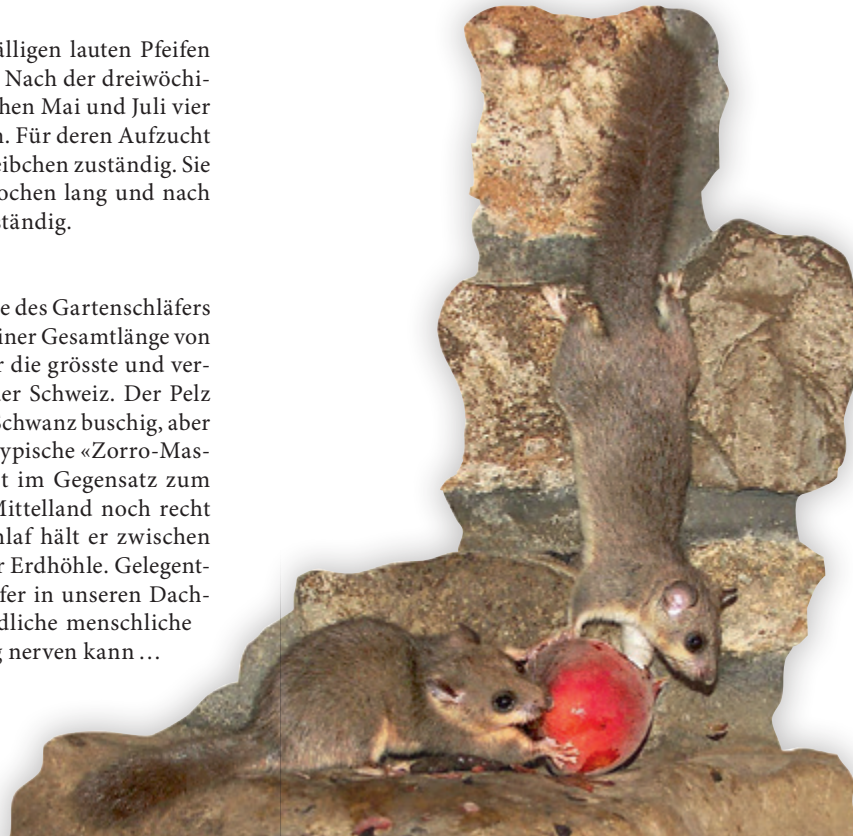 älligen lauten Pfeifen
Nach der dreiwöchi-
hen Mai und Juli vier
n. Für deren Aufzucht
eibchen zuständig. Sie
ochen lang und nach
tändig.
e des Gartenschläfers
iner Gesamtlänge von
r die grösste und ver-
er Schweiz. Der Pelz
Schwanz buschig, aber
ypische «Zorro-Mas-
t im Gegensatz zum
Mittelland noch recht
hlaf hält er zwischen
r Erdhöhle. Gelegent-
fer in unseren Dach-
dliche menschliche
g nerven kann …